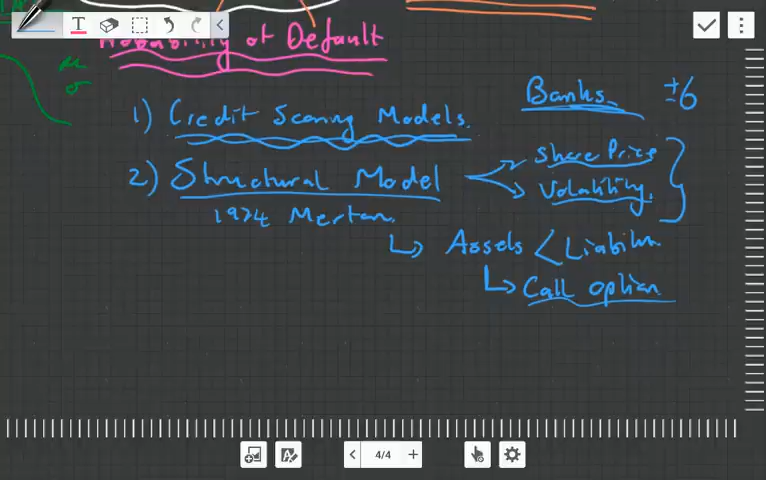 T
Probability of Default
μ
σ
Banks ±6
1) Credit Scoring Models.
2) Structural Model
Share Price
Volatility.
1974 Merton.
↳ Assets < Liabilities
↳ Call option
4/4